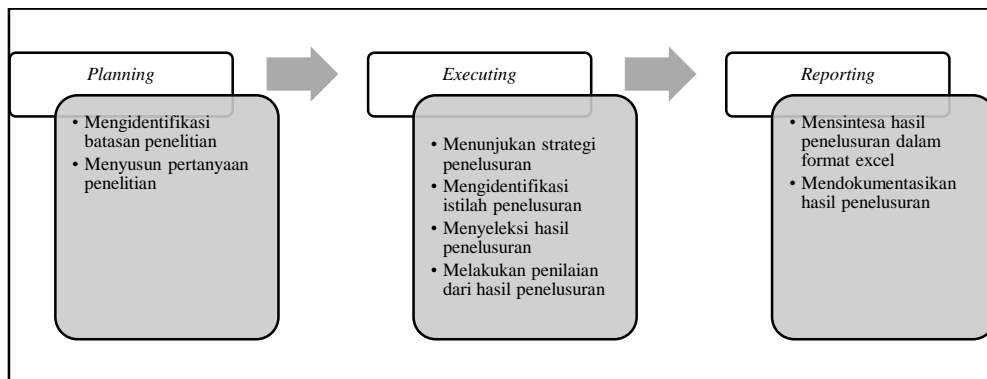 Planning
• Mengidentifikasi
batasan penelitian
• Menyusun pertanyaan
penelitian
Executing
• Menunjukan strategi
penelusuran
• Mengidentifikasi
istilah penelusuran
• Menyeleksi hasil
penelusuran
• Melakukan penilaian
dari hasil penelusuran
Reporting
• Mensintesa hasil
penelusuran dalam
format excel
• Mendokumentasikan
hasil penelusuran